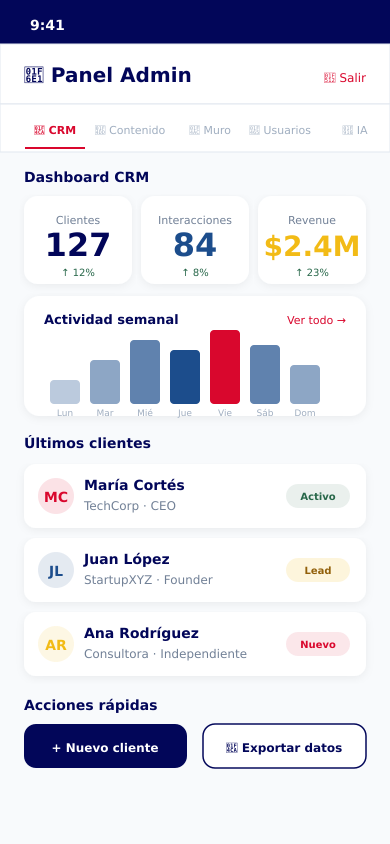 9:41
Panel Admin
Salir
CRM
Contenido
Muro
Usuarios
IA
Dashboard CRM
Clientes
Interacciones
Revenue
127
84
$2.4M
↑ 12%
↑ 8%
↑ 23%
Actividad semanal
Ver todo →
Lun Mar Mié Jue Vie Sáb Dom
Últimos clientes
MC
María Cortés
TechCorp · CEO
Activo
JL
Juan López
StartupXYZ · Founder
Lead
AR
Ana Rodríguez
Consultora · Independiente
Nuevo
Acciones rápidas
+ Nuevo cliente
Exportar datos